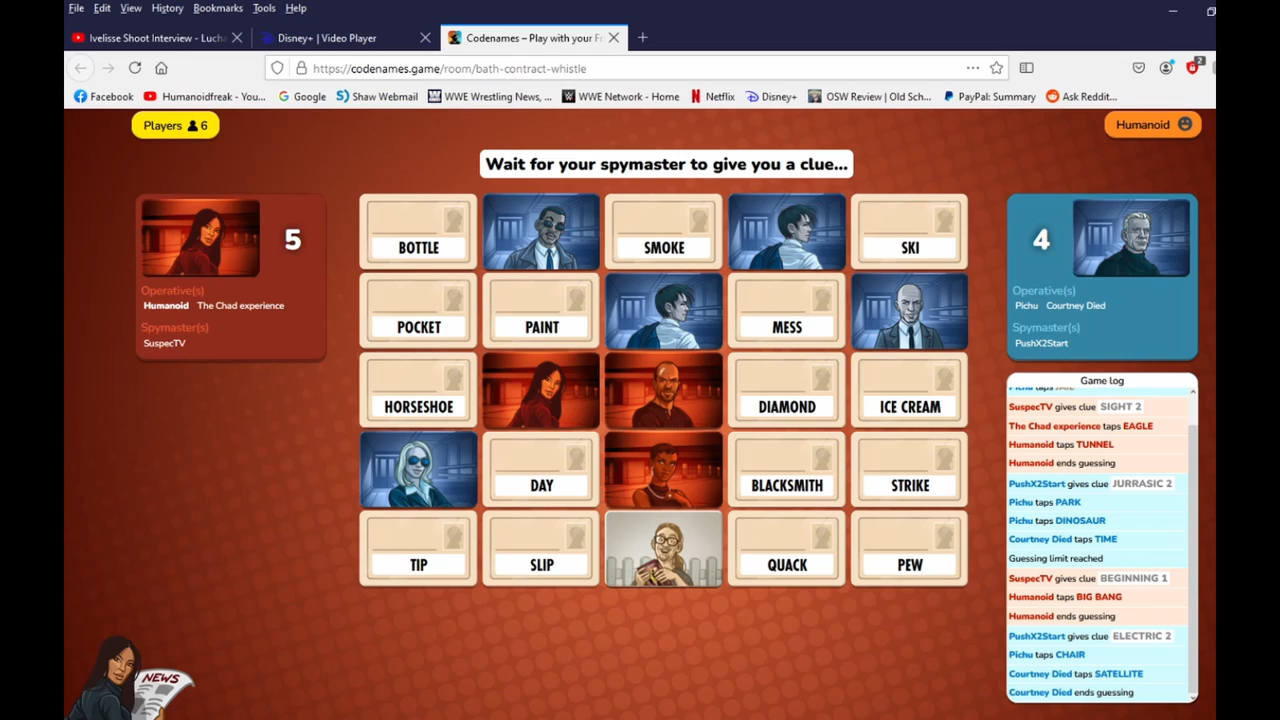 File Edit View History Bookmarks Tools Help
Ivelisse Shoot Interview - Lucha
Disney+ | Video Player
Codenames – Play with your Fr
https://codenames.game/room/bath-contract-whistle
2
Facebook
Humanoidfreak - You...
Google
Shaw Webmail
WWE Wrestling News, ...
WWE Network - Home
Netflix
Disney+
OSW Review | Old Sch...
PayPal: Summary
Ask Reddit...
Players 6
Humanoid
Wait for your spymaster to give you a clue...
5
Operative(s)
Humanoid The Chad experience
Spymaster(s)
SuspecTV
BOTTLE
SMOKE
SKI
POCKET
PAINT
MESS
HORSESHOE
DIAMOND
ICE CREAM
DAY
BLACKSMITH
STRIKE
TIP
SLIP
QUACK
PEW
NEWS
4
Operative(s)
Pichu Courtney Died
Spymaster(s)
PushX2Start
Game log
Pichu taps JAIL
SuspecTV gives clue SIGHT 2
The Chad experience taps EAGLE
Humanoid taps TUNNEL
Humanoid ends guessing
PushX2Start gives clue JURRASIC 2
Pichu taps PARK
Pichu taps DINOSAUR
Courtney Died taps TIME
Guessing limit reached
SuspecTV gives clue BEGINNING 1
Humanoid taps BIG BANG
Humanoid ends guessing
PushX2Start gives clue ELECTRIC 2
Pichu taps CHAIR
Courtney Died taps SATELLITE
Courtney Died ends guessing